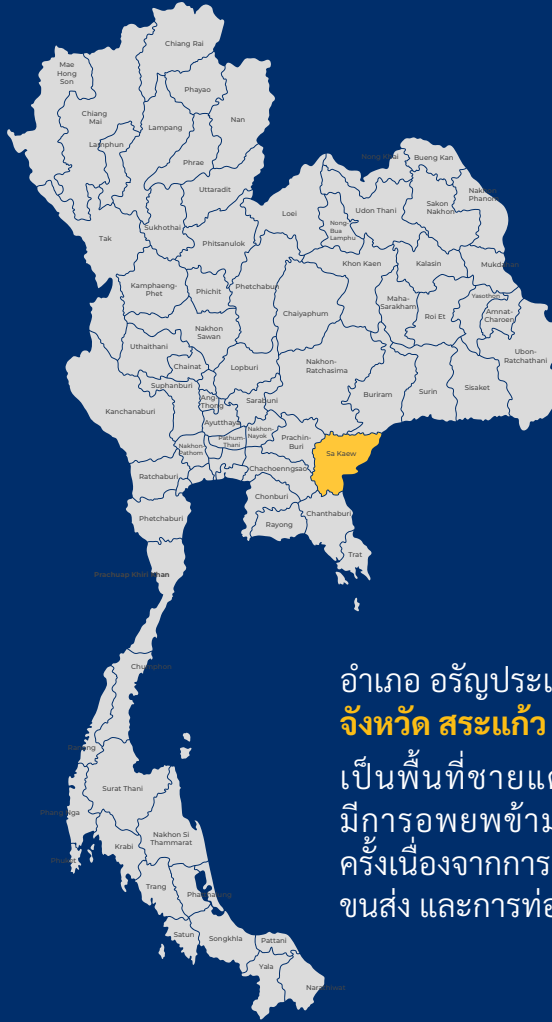 Chiang Rai
Mae
Hong
Son
Phayao
Chiang
Mai
Nan
Lampang
Lamphun
Phrae
Nong Khai
Bueng Kan
Uttaradit
Nakhon
Phanom
Loei
Udon Thani
Sakon
Nakhon
Nong-
Bua
Lamphu
Sukhothai
Tak
Phitsanulok
Khon Kaen
Kalasin
Mukdahan
Kamphaeng-
Phet
Phichit
Phetchabun
Maha-
Sarakham
Yasothon
Chaiyaphum
Roi Et
Amnat-
Charoen
Nakhon
Sawan
Uthaithani
Ubon-
Ratchathani
Chainat
Lopburi
Nakhon-
Ratchasima
Suphanburi
Buriram
Surin
Sisaket
Ang
Thong
Saraburi
Kanchanaburi
Ayutthaya
Nakhon-
Nayok
Pathum-
Thani
Prachin-
Buri
Nakhon-
Pathom
Sa Kaew
Chachoenngsao
Ratchaburi
Chonburi
Chanthaburi
Phetchaburi
Rayong
Trat
Prachuap Khiri Khan
Chumphon
อำเภอ อรัญประเ
จังหวัด สระแก้ว
Ranong
เป็นพื้นที่ชายแด
Surat Thani
Phang Nga
มีการอพยพข้าม
Nakhon Si
Thammarat
Krabi
Phuket
ครั้งเนื่องจากการ
Trang
Phatthalung
ขนส่ง และการท่อ
Satun
Songkhla
Pattani
Yala
Narathiwat